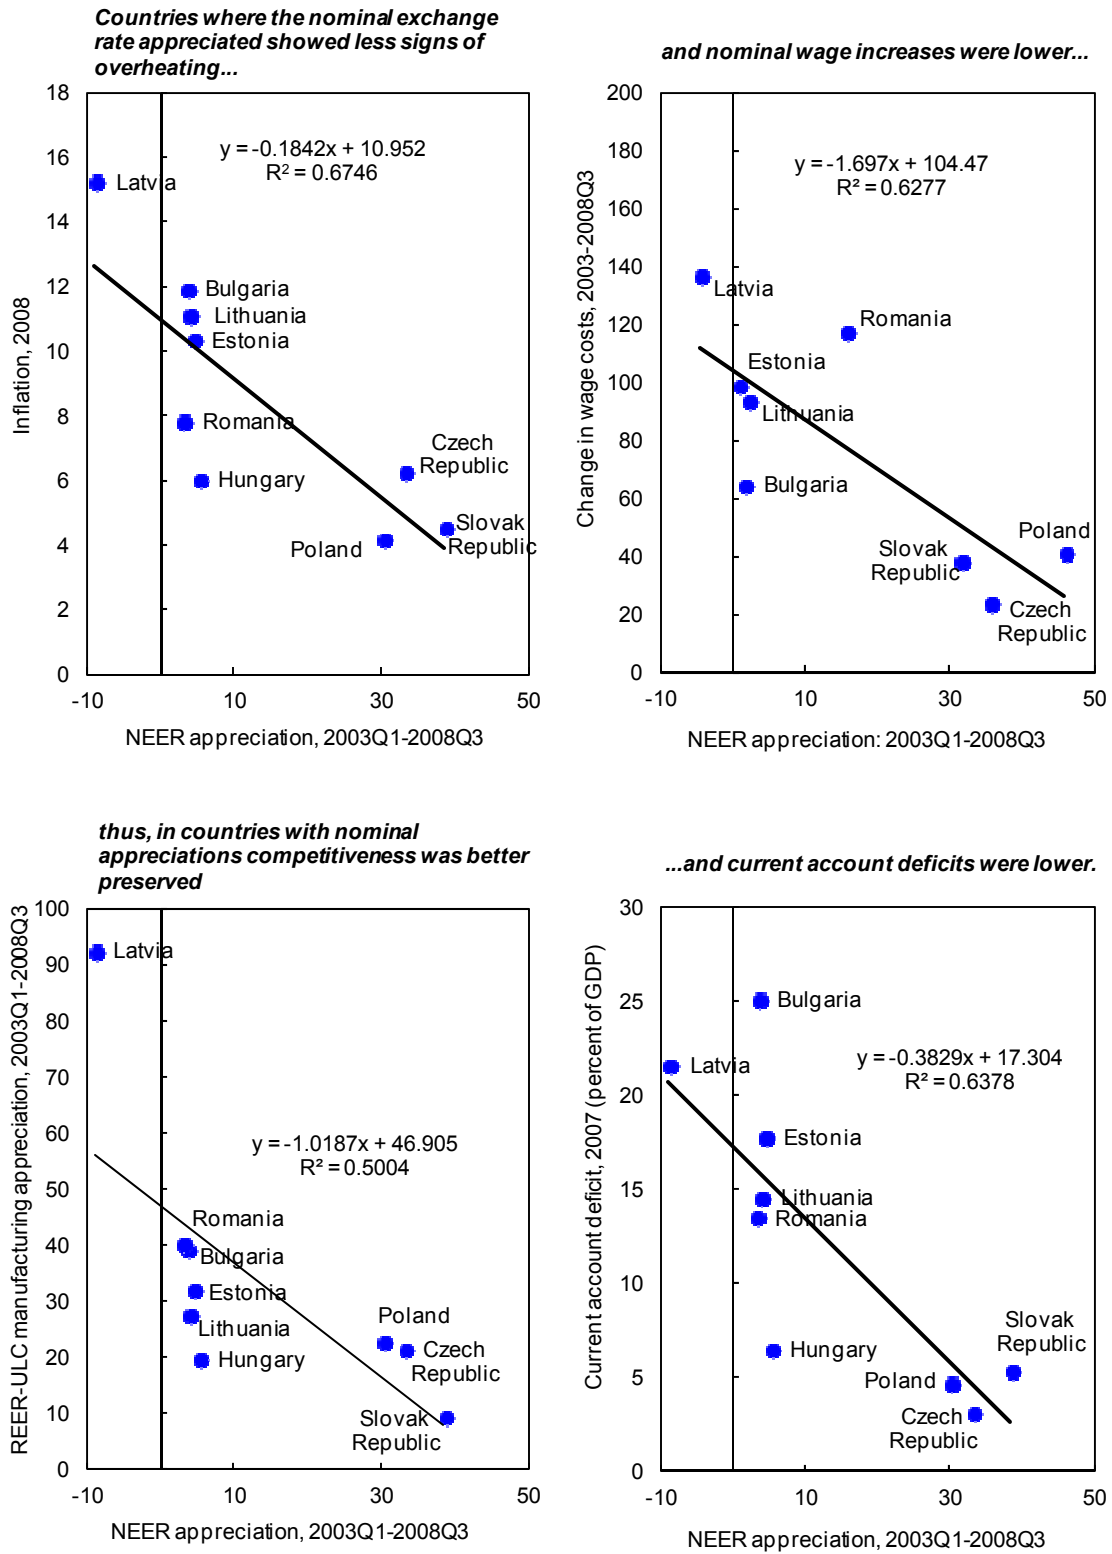 Countries where the nominal exchange
rate appreciated showed less signs of
overheating...
18
16
14
12
10
8
6
4
2
0
Inflation, 2008
y = -0.1842x + 10.952
R² = 0.6746
Latvia
Bulgaria
Lithuania
Estonia
Romania
Hungary
Czech
Republic
Slovak
Republic
Poland
-10 10 30 50
NEER appreciation, 2003Q1-2008Q3
and nominal wage increases were lower...
200
180
160
140
120
100
80
60
40
20
0
Change in wage costs, 2003-2008Q3
y = -1.697x + 104.47
R² = 0.6277
Latvia
Romania
Estonia
Lithuania
Bulgaria
Poland
Slovak
Republic
Czech
Republic
-10 10 30 50
NEER appreciation: 2003Q1-2008Q3
thus, in countries with nominal
appreciations competitiveness was better
preserved
100
90
80
70
60
50
40
30
20
10
0
REER-ULC manufacturing appreciation, 2003Q1-2008Q3
Latvia
y = -1.0187x + 46.905
R² = 0.5004
Romania
Bulgaria
Estonia
Lithuania
Hungary
Poland
Czech
Republic
Slovak
Republic
-10 10 30 50
NEER appreciation, 2003Q1-2008Q3
...and current account deficits were lower.
30
25
20
15
10
5
0
Current account deficit, 2007 (percent of GDP)
Bulgaria
y = -0.3829x + 17.304
R² = 0.6378
Latvia
Estonia
Lithuania
Romania
Hungary
Slovak
Republic
Poland
Czech
Republic
-10 10 30 50
NEER appreciation, 2003Q1-2008Q3